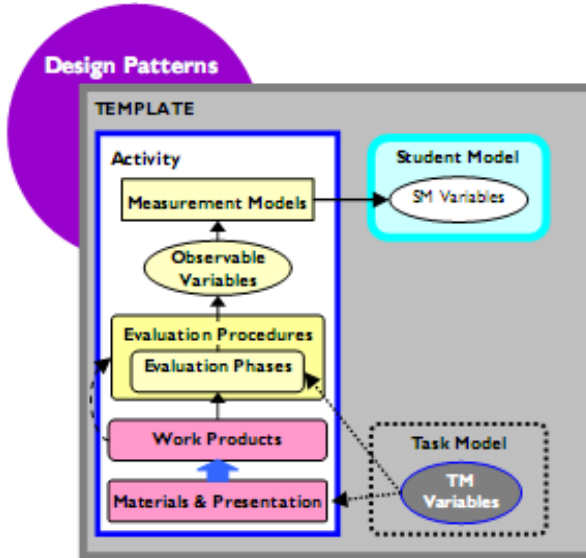 Design Patterns
TEMPLATE
Activity
Student Model
Measurement Models
SM Variables
Observable
Variables
Evaluation Procedures
Evaluation Phases
Work Products
Task Model
TM
Variables
Materials & Presentation